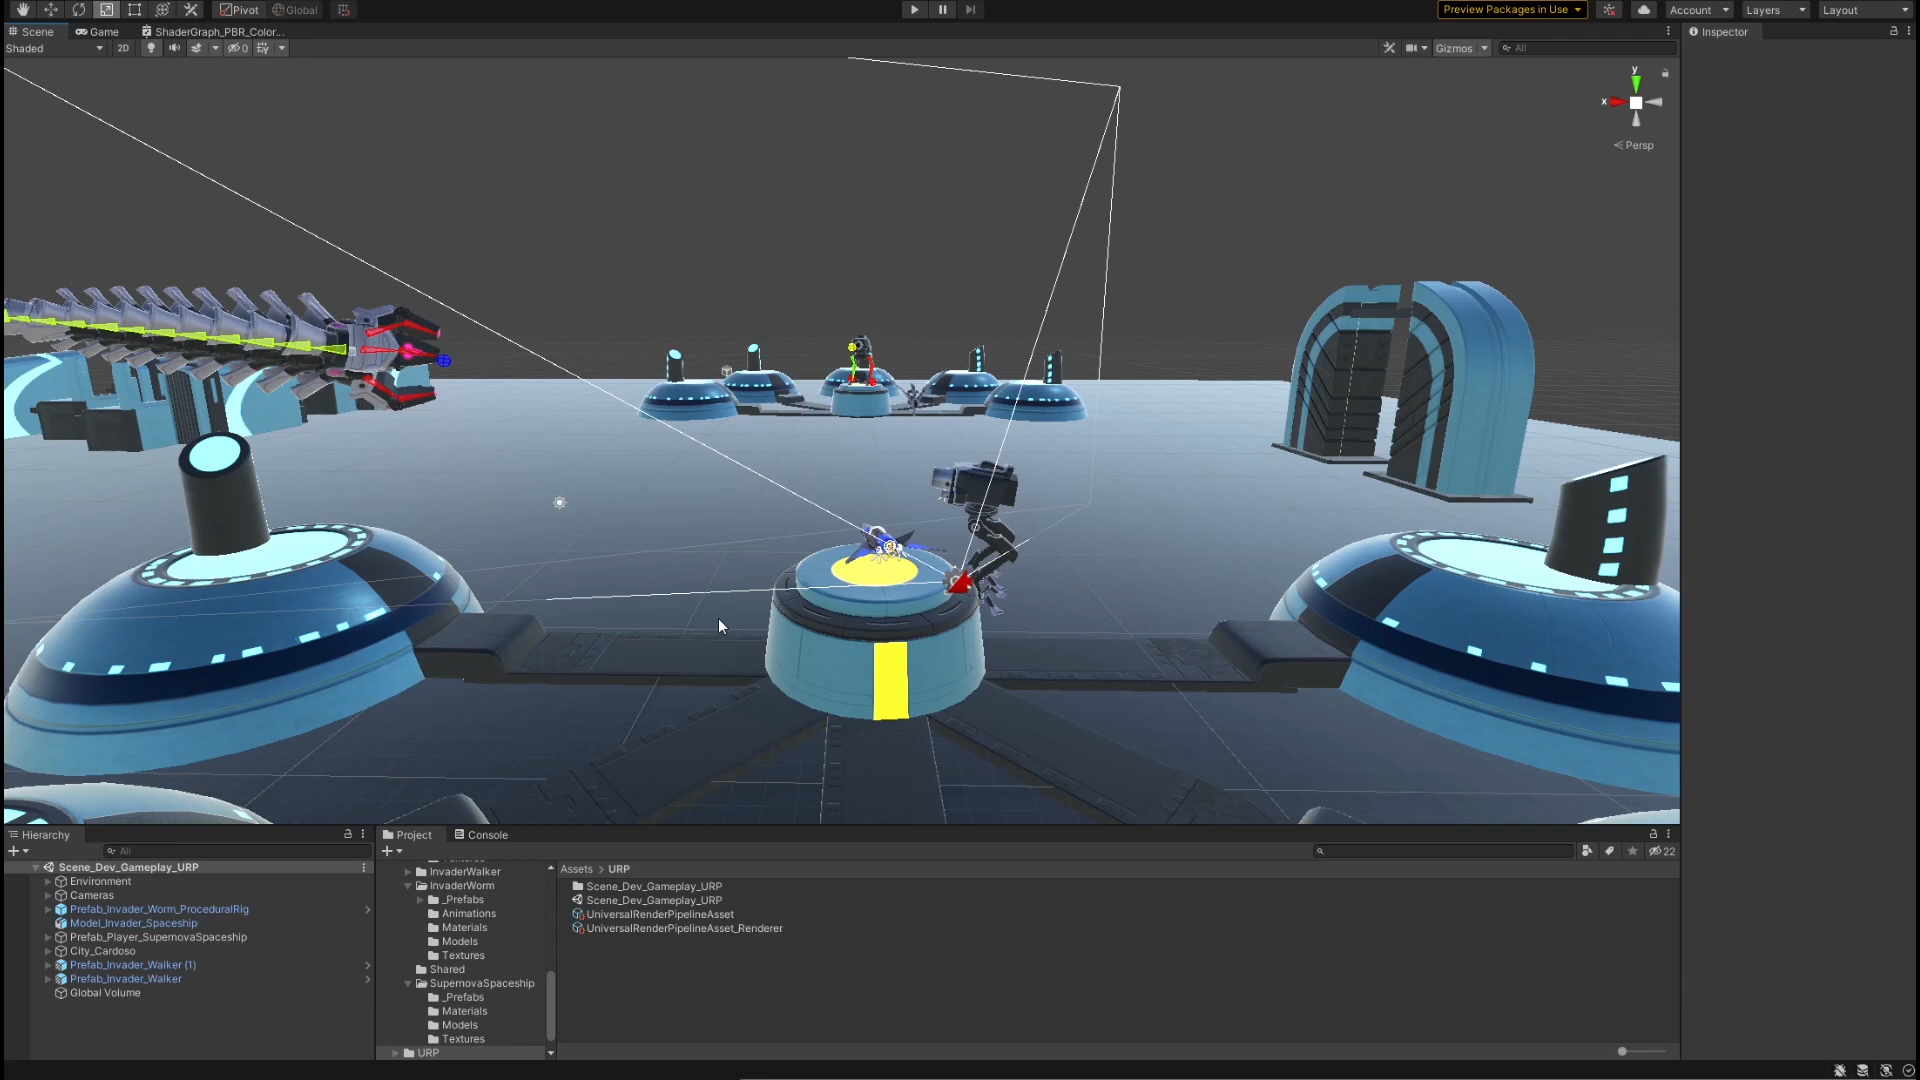 Pivot Global Preview Packages in Use Account Layers Layout
Scene Game ShaderGraph_PBR_Color... Inspector
Shaded 2D 0 Gizmos All
y
x
Persp
Hierarchy
All
Scene_Dev_Gameplay_URP
Environment
Cameras
Prefab_Invader_Worm_ProceduralRig
Model_Invader_Spaceship
Prefab_Player_SupernovaSpaceship
City_Cardoso
Prefab_Invader_Walker (1)
Prefab_Invader_Walker
Global Volume
Project Console
22
InvaderWalker
InvaderWorm
_Prefabs
Animations
Materials
Models
Textures
Shared
SupernovaSpaceship
_Prefabs
Materials
Models
Textures
URP
Assets > URP
Scene_Dev_Gameplay_URP
Scene_Dev_Gameplay_URP
UniversalRenderPipelineAsset
UniversalRenderPipelineAsset_Renderer